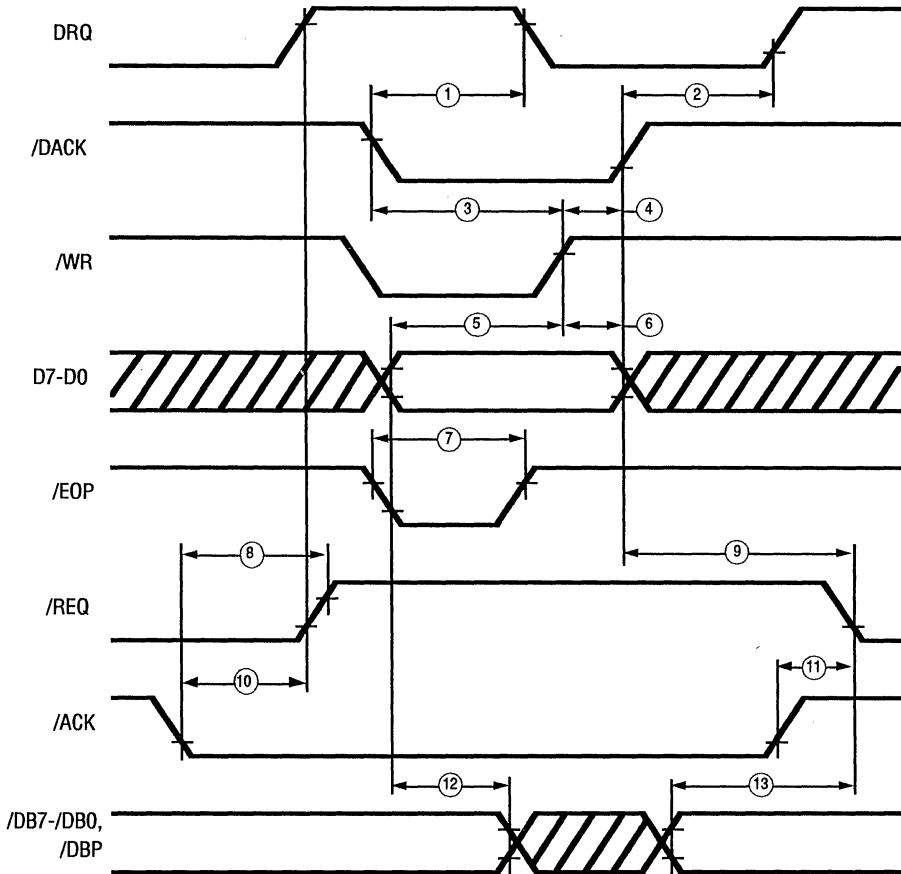 DRQ
1
2
/DACK
3
4
/WR
5
6
D7-D0
7
/EOP
8
9
/REQ
10
11
/ACK
12
13
/DB7-/DB0,
/DBP